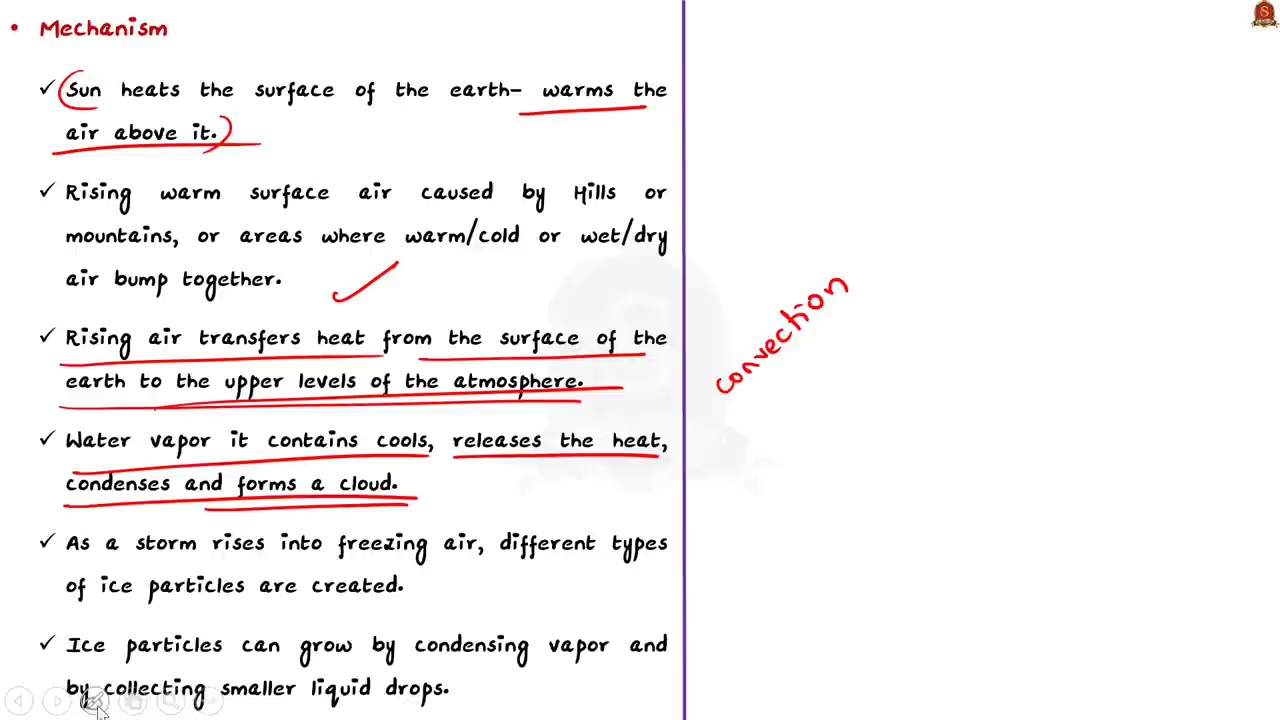 • Mechanism
✓ Sun heats the surface of the earth- warms the
air above it.
✓ Rising warm surface air caused by Hills or
mountains, or areas where warm/cold or wet/dry
air bump together.
✓ Rising air transfers heat from the surface of the
earth to the upper levels of the atmosphere.
✓ Water vapor it contains cools, releases the heat,
condenses and forms a cloud.
✓ As a storm rises into freezing air, different types
of ice particles are created.
✓ Ice particles can grow by condensing vapor and
by collecting smaller liquid drops.
convection